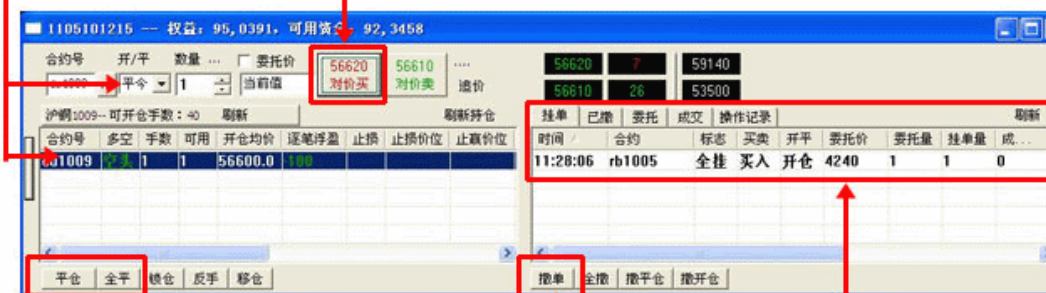 1105101215 -- 权益: 95,0391, 可用资金: 92,3458
合约号 开/平 数量 ... 委托价 56620 对价买 56610 对价卖 .... 追价 56620 7 59140
平今 1 当前值 56610 26 53500
沪铜1009--可开仓手数: 40 刷新 刷新持仓 挂单 已撤 委托 成交 操作记录 刷新
合约号 多空 手数 可用 开仓均价 逐笔浮盈 止损 止损价位 止赢价位 时间 合约 标志 买卖 开平 委托价 委托量 挂单量 成...
cu1009 空头 1 1 56600.0 -100 11:28:06 rb1005 全挂 买入 开仓 4240 1 1 0
平仓 全平 锁仓 反手 移仓 撤单 全撤 撤平仓 撤开仓